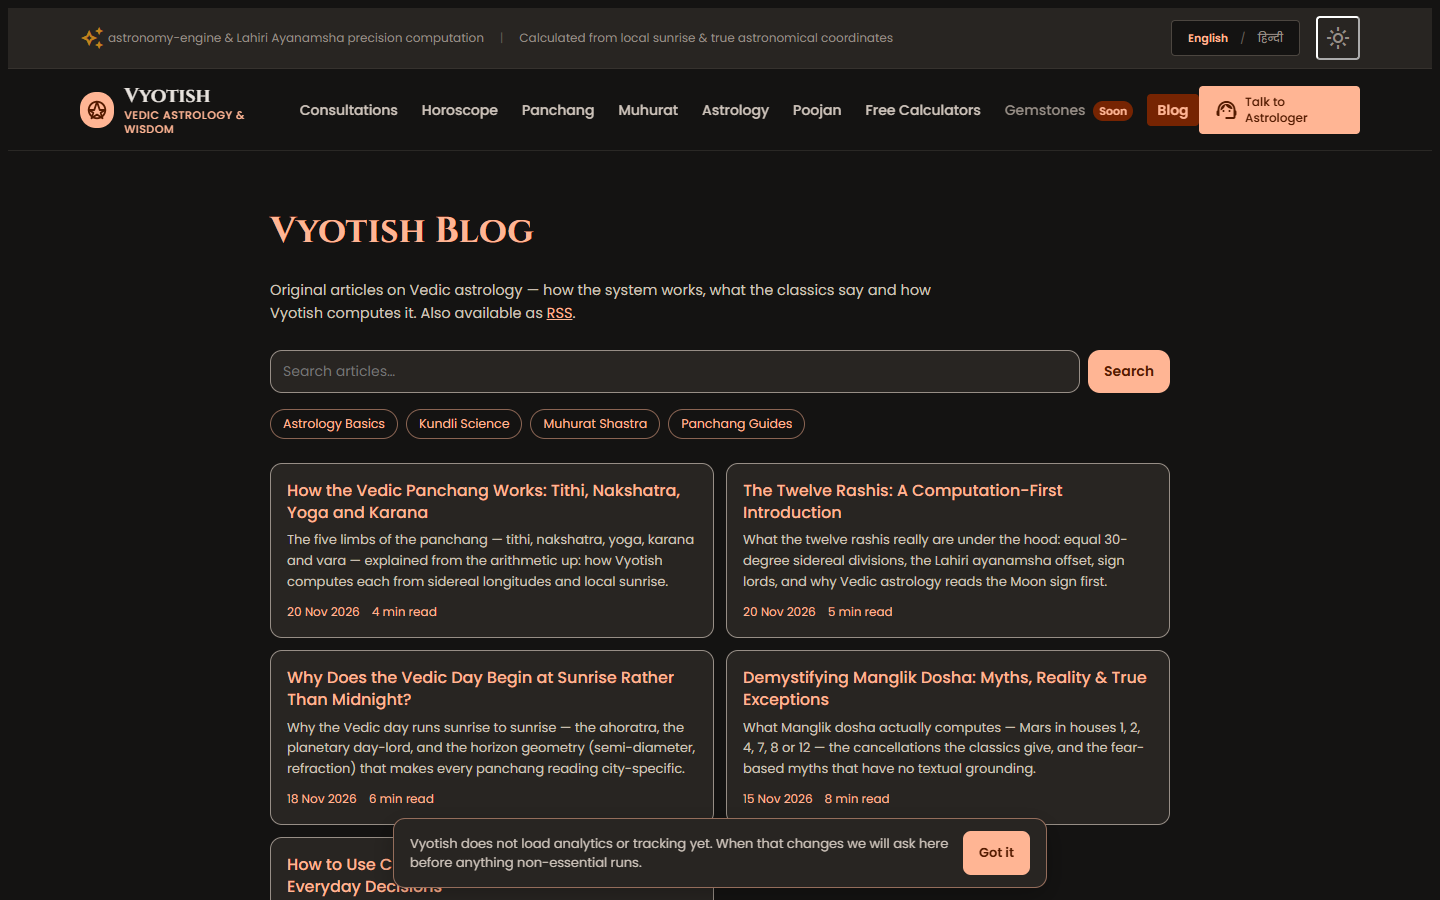 astronomy-engine & Lahiri Ayanamsha precision computation | Calculated from local sunrise & true astronomical coordinates
English / हिन्दी
Vyotish
VEDIC ASTROLOGY &
WISDOM
Consultations Horoscope Panchang Muhurat Astrology Poojan Free Calculators Gemstones Soon Blog
Talk to
Astrologer
Vyotish Blog
Original articles on Vedic astrology — how the system works, what the classics say and how
Vyotish computes it. Also available as RSS.
Search articles...
Search
Astrology Basics Kundli Science Muhurat Shastra Panchang Guides
How the Vedic Panchang Works: Tithi, Nakshatra,
Yoga and Karana
The five limbs of the panchang — tithi, nakshatra, yoga, karana
and vara — explained from the arithmetic up: how Vyotish
computes each from sidereal longitudes and local sunrise.
20 Nov 2026 4 min read
The Twelve Rashis: A Computation-First
Introduction
What the twelve rashis really are under the hood: equal 30-
degree sidereal divisions, the Lahiri ayanamsha offset, sign
lords, and why Vedic astrology reads the Moon sign first.
20 Nov 2026 5 min read
Why Does the Vedic Day Begin at Sunrise Rather
Than Midnight?
Why the Vedic day runs sunrise to sunrise — the ahoratra, the
planetary day-lord, and the horizon geometry (semi-diameter,
refraction) that makes every panchang reading city-specific.
18 Nov 2026 6 min read
Demystifying Manglik Dosha: Myths, Reality & True
Exceptions
What Manglik dosha actually computes — Mars in houses 1, 2,
4, 7, 8 or 12 — the cancellations the classics give, and the fear-
based myths that have no textual grounding.
15 Nov 2026 8 min read
How to Use
Everyday Decisions
Vyotish does not load analytics or tracking yet. When that changes we will ask here
before anything non-essential runs.
Got it